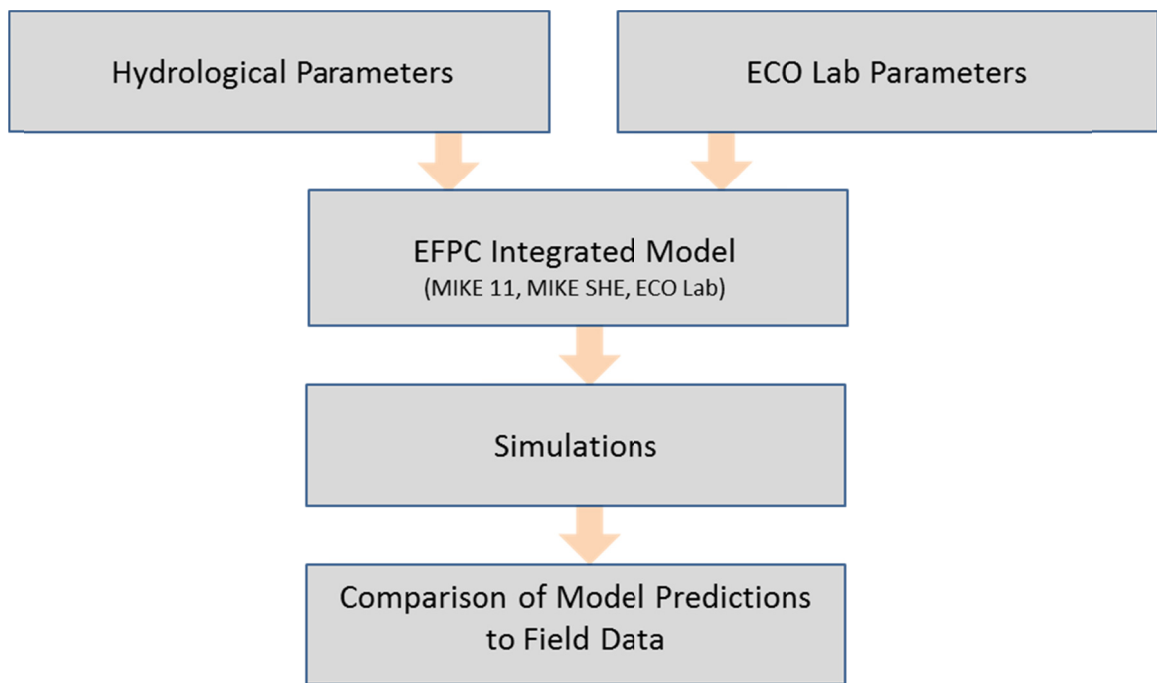 Hydrological Parameters
ECO Lab Parameters
EFPC Integrated Model
(MIKE 11, MIKE SHE, ECO Lab)
Simulations
Comparison of Model Predictions
to Field Data